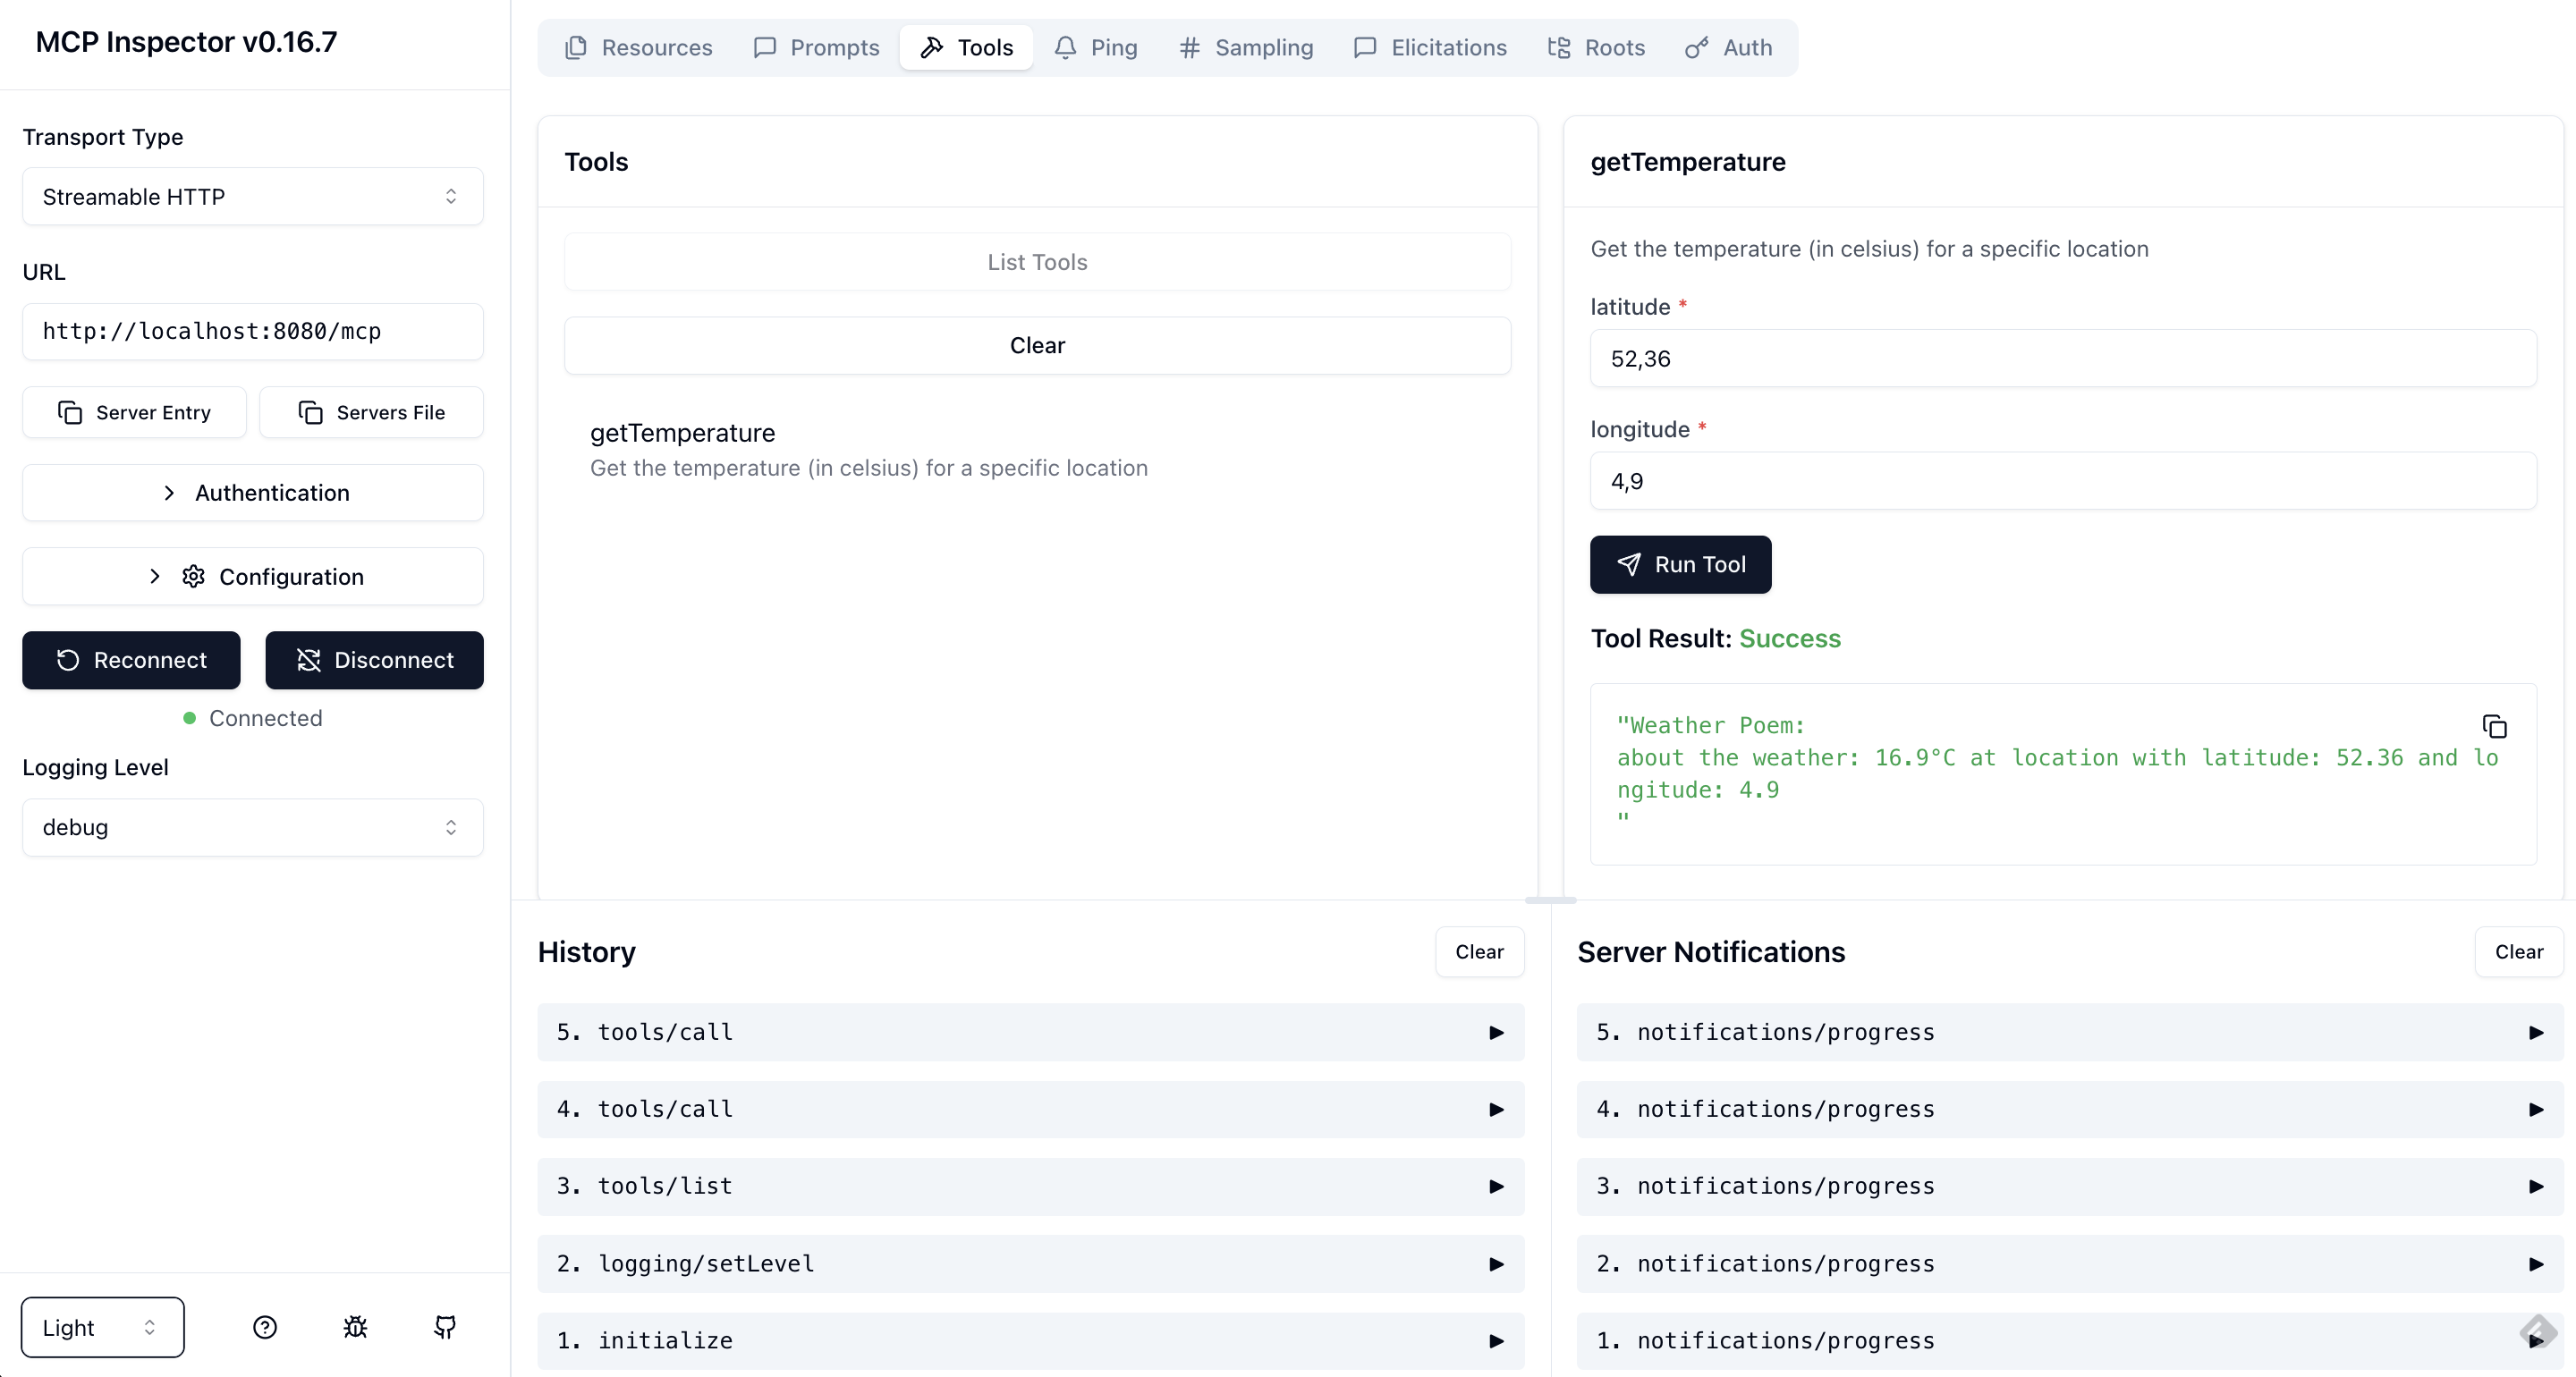 MCP Inspector v0.16.7
Transport Type
Streamable HTTP
URL
http://localhost:8080/mcp
Server Entry
Servers File
Authentication
Configuration
Reconnect
Disconnect
Connected
Logging Level
debug
Light
Resources
Prompts
Tools
Ping
Sampling
Elicitations
Roots
Auth
Tools
List Tools
Clear
getTemperature
Get the temperature (in celsius) for a specific location
getTemperature
Get the temperature (in celsius) for a specific location
latitude *
52,36
longitude *
4,9
Run Tool
Tool Result: Success
"Weather Poem:
about the weather: 16.9°C at location with latitude: 52.36 and lo
ngitude: 4.9
"
History
Clear
5. tools/call
4. tools/call
3. tools/list
2. logging/setLevel
1. initialize
Server Notifications
Clear
5. notifications/progress
4. notifications/progress
3. notifications/progress
2. notifications/progress
1. notifications/progress